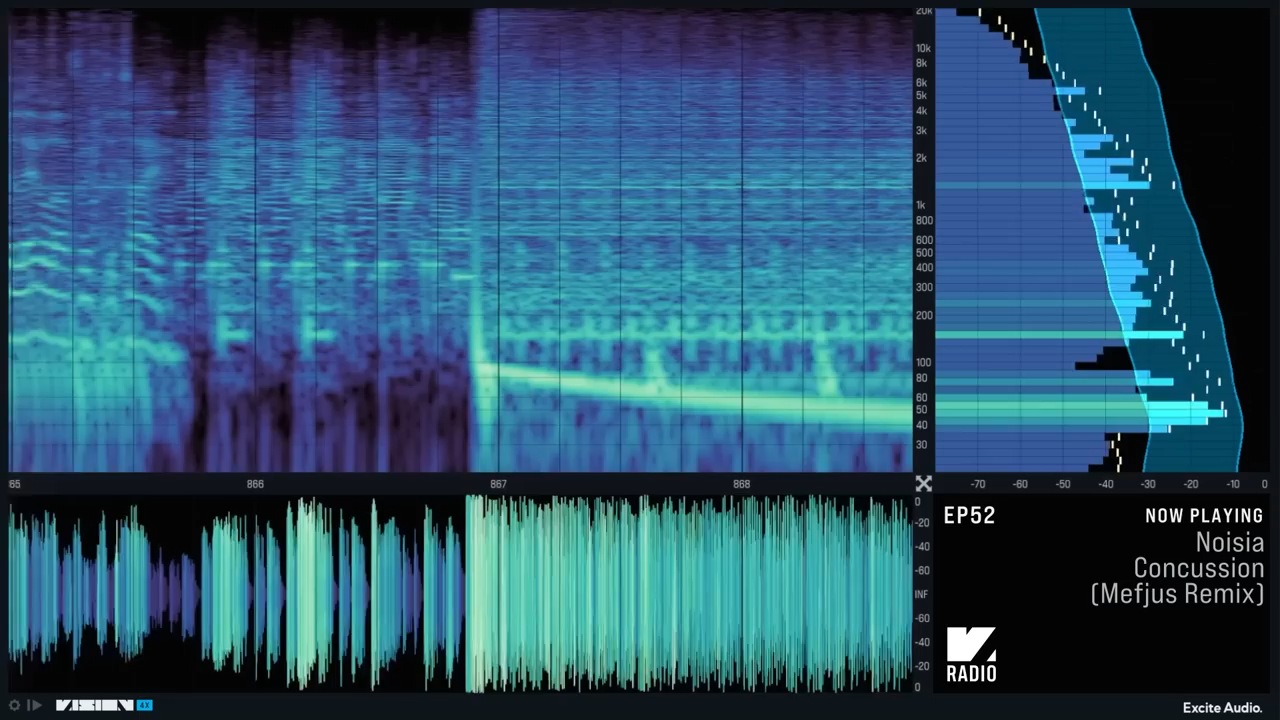 20k
10k
8k
6k
5k
4k
3k
2k
1k
800
600
500
400
300
200
100
80
60
50
40
30
65 866 867 868
-70 -60 -50 -40 -30 -20 -10 0
0
-20
-40
-60
INF
-60
-40
-20
0
EP52
NOW PLAYING
Noisia
Concussion
(Mefjus Remix)
RADIO
VISION 4X
Excite Audio.